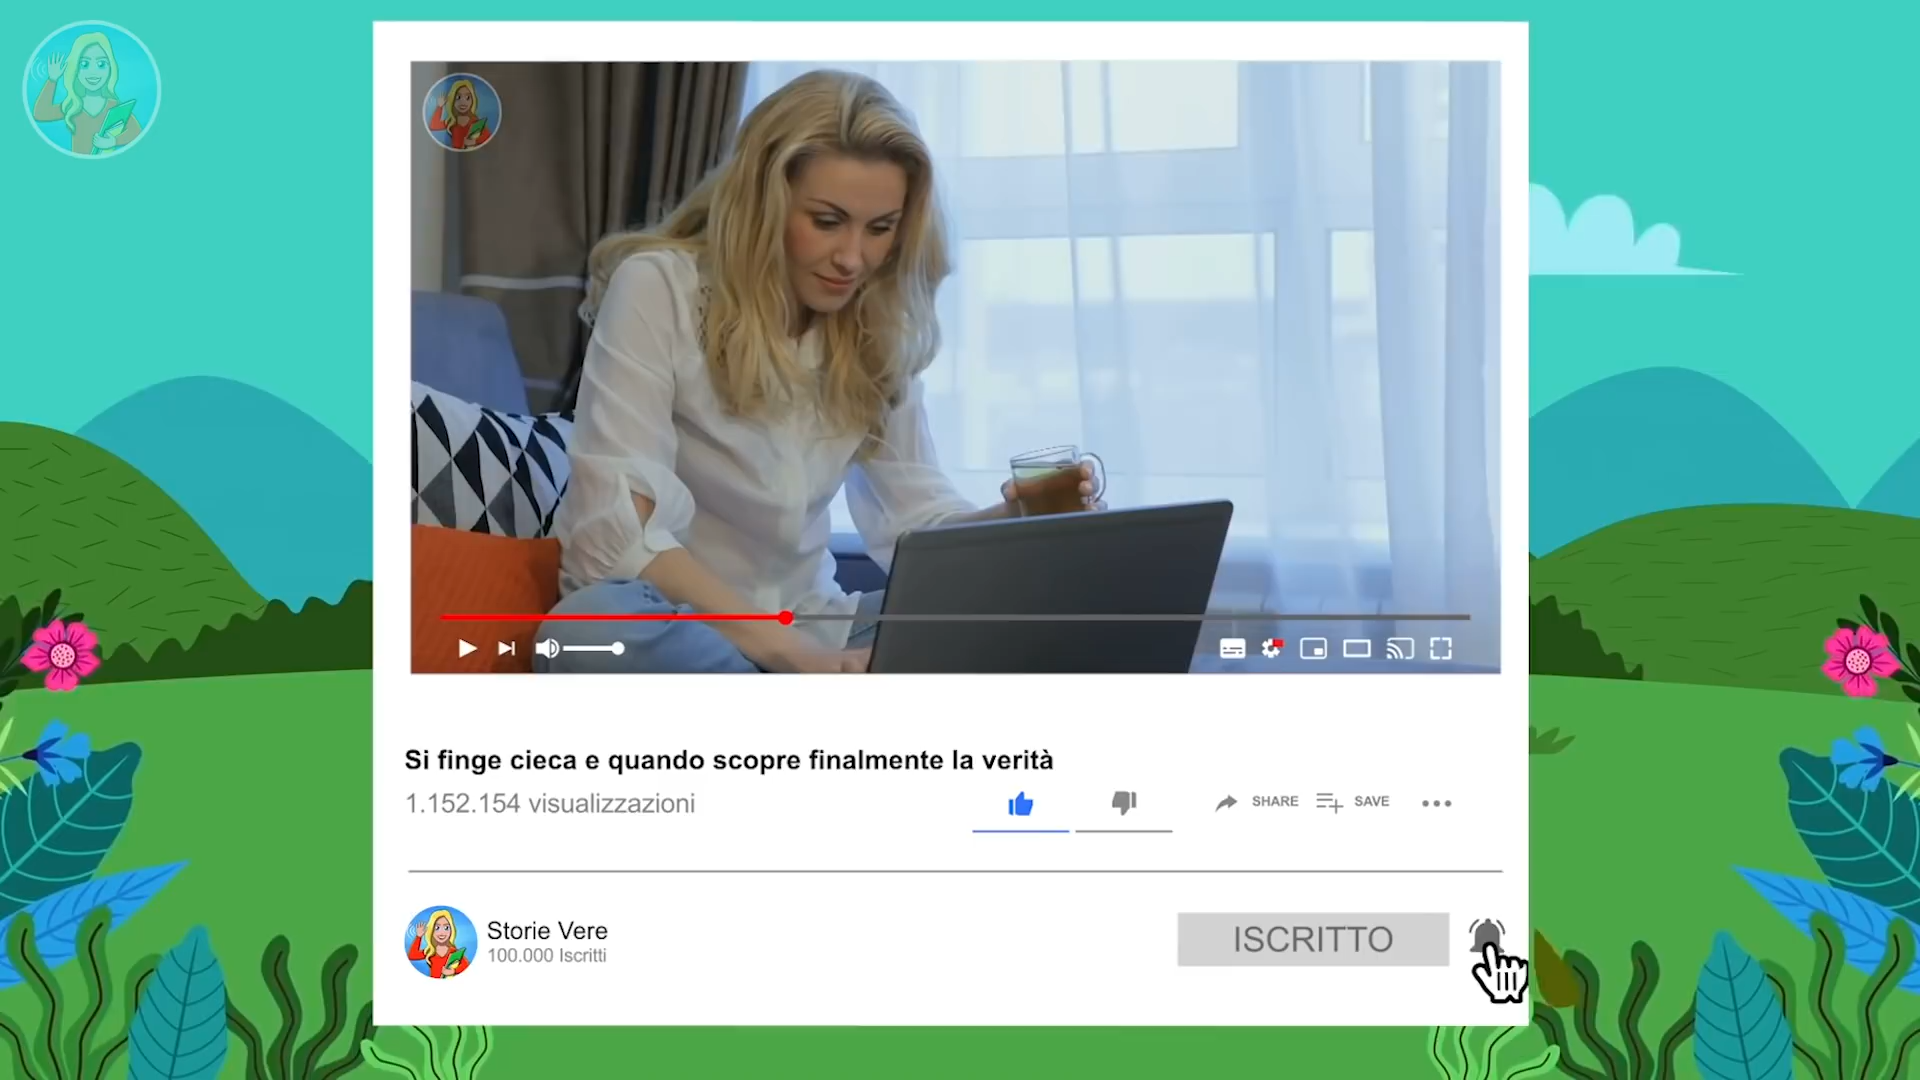 Si finge cieca e quando scopre finalmente la verità
1.152.154 visualizzazioni
SHARE
SAVE
Storie Vere
100.000 Iscritti
ISCRITTO